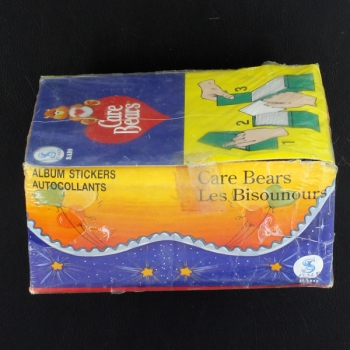 Care
Bears
3
2
1
ALBUM STICKERS
AUTOCOLLANTS
Care Bears
Les Bisounours